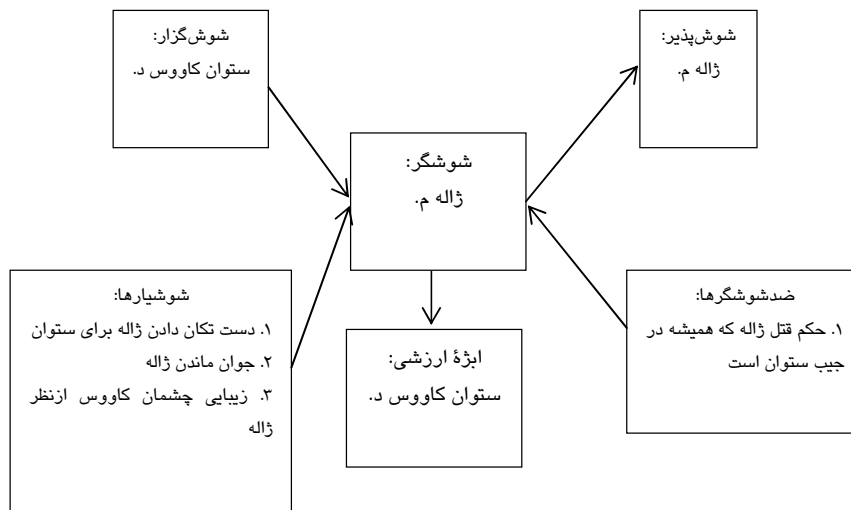 شوش‌پذیر:
ژاله م.
شوش‌گزار:
ستوان کاووس د.
شوشگر:
ژاله م.
ضدشوشگرها:
۱. حکم قتل ژاله که همیشه در
جیب ستوان است
ابژهٔ ارزشی:
ستوان کاووس د.
شوشیارها:
۱. دست تکان دادن ژاله برای ستوان
۲. جوان ماندن ژاله
۳. زیبایی چشمان کاووس ازنظر
ژاله